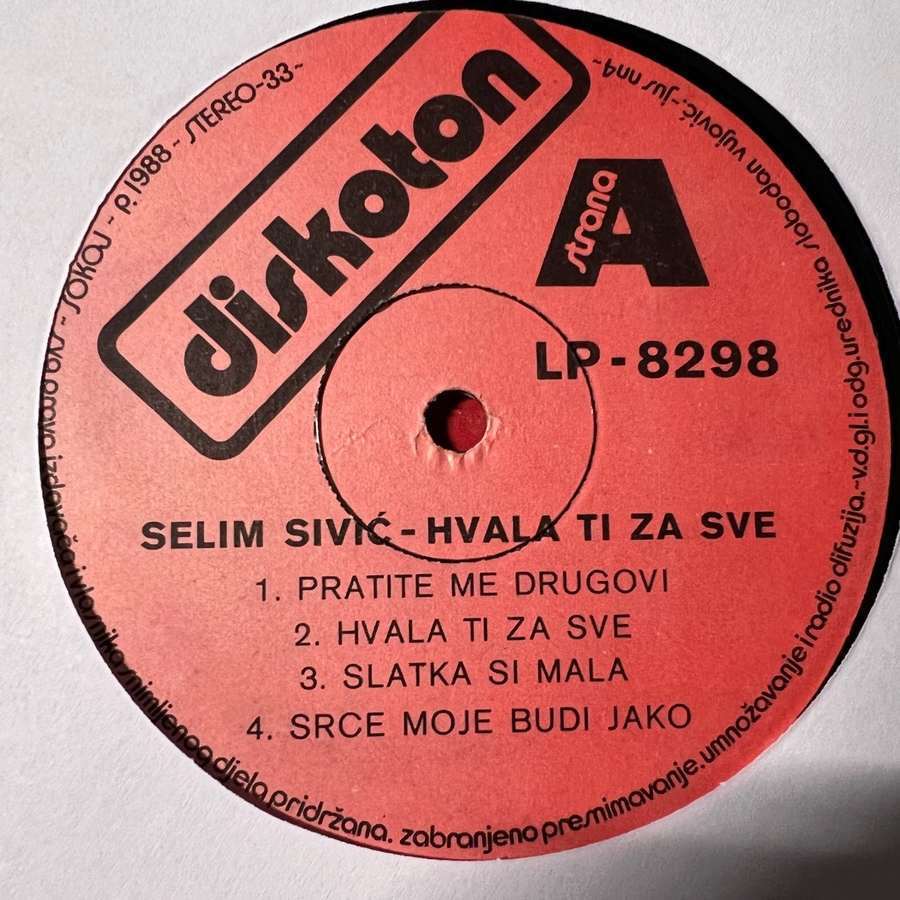 diskoton
strana
A
LP-8298
SELIM SIVIĆ - HVALA TI ZA SVE
1. PRATITE ME DRUGOVI
2. HVALA TI ZA SVE
3. SLATKA SI MALA
4. SRCE MOJE BUDI JAKO
SOKOJ - p.1988 - STEREO-33 -
sva prava izdavača i vlasnika snimljenog djela pridržana. zabranjeno presnimavanje. umnožavanje i radio difuzija. - v.d.gl. i odg. urednika slobodan vujović. - jus nn4 -